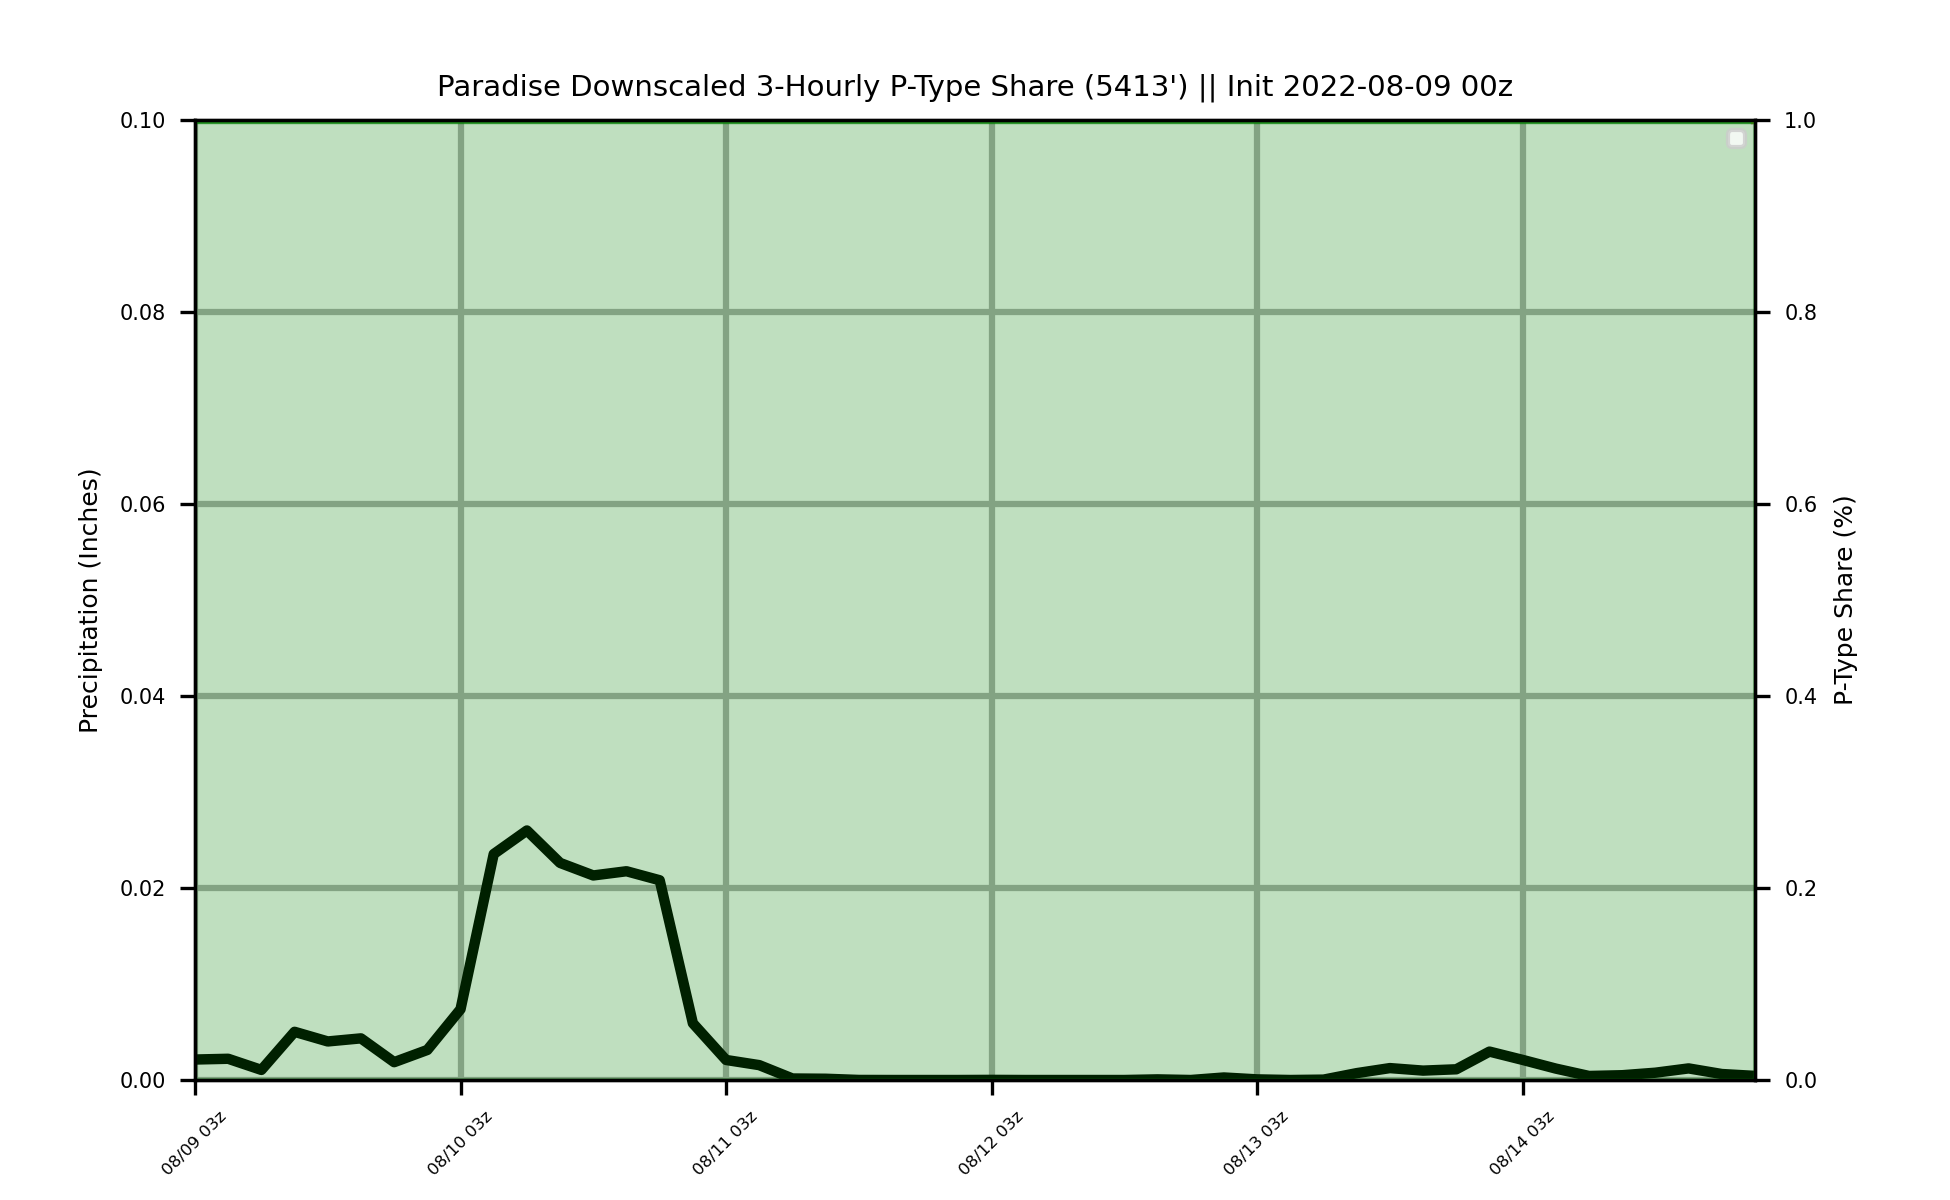 Paradise Downscaled 3-Hourly P-Type Share (5413') || Init 2022-08-09 00z
0.10
0.08
0.06
0.04
0.02
0.00
Precipitation (Inches)
1.0
0.8
0.6
0.4
0.2
0.0
P-Type Share (%)
08/09 03z
08/10 03z
08/11 03z
08/12 03z
08/13 03z
08/14 03z